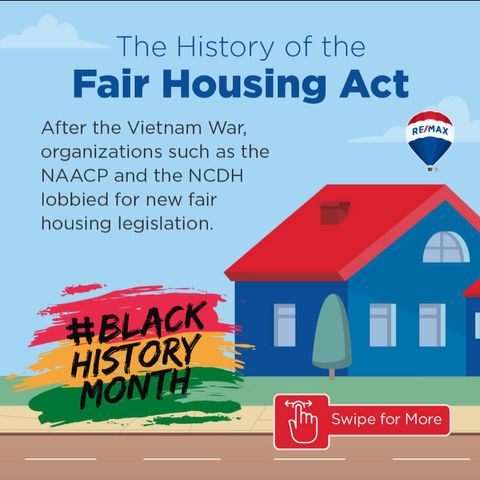 The History of the
Fair Housing Act
After the Vietnam War,
organizations such as the
NAACP and the NCDH
lobbied for new fair
housing legislation.
RE/MAX
#BLACK
HISTORY
MONTH
Swipe for More